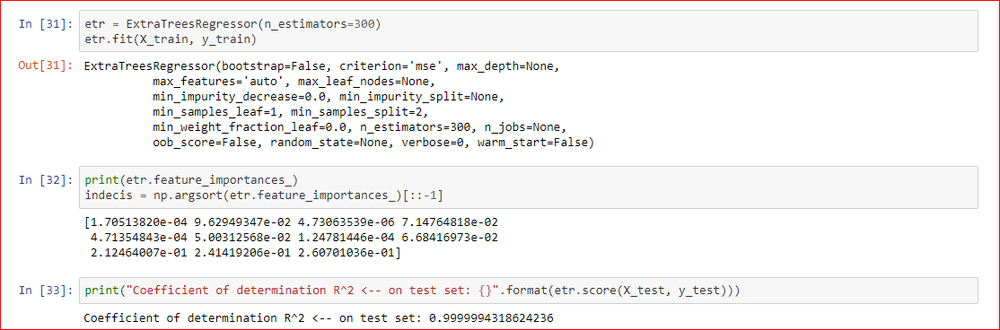 In [31]: etr = ExtraTreesRegressor(n_estimators=300)
etr.fit(X_train, y_train)
Out[31]: ExtraTreesRegressor(bootstrap=False, criterion='mse', max_depth=None,
max_features='auto', max_leaf_nodes=None,
min_impurity_decrease=0.0, min_impurity_split=None,
min_samples_leaf=1, min_samples_split=2,
min_weight_fraction_leaf=0.0, n_estimators=300, n_jobs=None,
oob_score=False, random_state=None, verbose=0, warm_start=False)
In [32]: print(etr.feature_importances_)
indecis = np.argsort(etr.feature_importances_)[::-1]
[1.70513820e-04 9.62949347e-02 4.73063539e-06 7.14764818e-02
4.71354843e-04 5.00312568e-02 1.24781446e-04 6.68416973e-02
2.12464007e-01 2.41419206e-01 2.60701036e-01]
In [33]: print("Coefficient of determination R^2 <-- on test set: {}".format(etr.score(X_test, y_test)))
Coefficient of determination R^2 <-- on test set: 0.9999994318624236